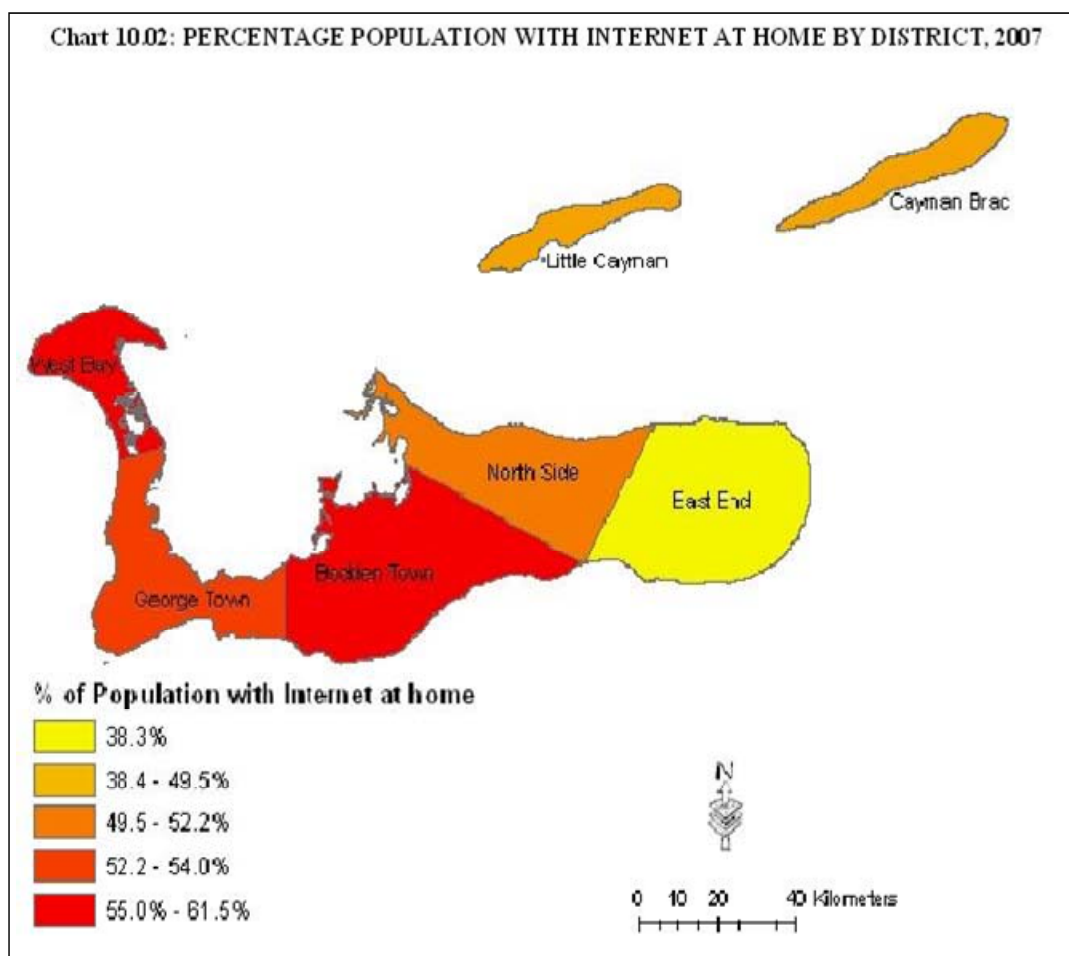 Chart 10.02: PERCENTAGE POPULATION WITH INTERNET AT HOME BY DISTRICT, 2007
Cayman Brac
Little Cayman
West Bay
North Side
East End
Bodden Town
George Town
% of Population with Internet at home
38.3%
38.4 - 49.5%
49.5 - 52.2%
52.2 - 54.0%
55.0% - 61.5%
N
0 10 20 40 Kilometers